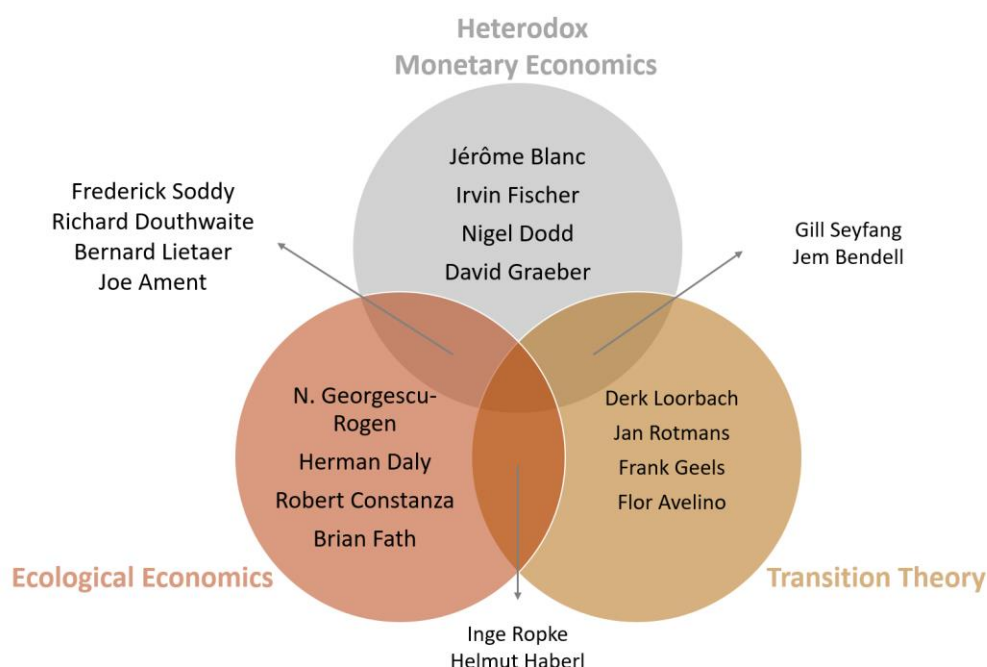 Heterodox
Monetary Economics
Jérôme Blanc
Irvin Fischer
Nigel Dodd
David Graeber
Frederick Soddy
Richard Douthwaite
Bernard Lietaer
Joe Ament
Gill Seyfang
Jem Bendell
N. Georgescu-
Rogen
Herman Daly
Robert Constanza
Brian Fath
Derk Loorbach
Jan Rotmans
Frank Geels
Flor Avelino
Ecological Economics
Transition Theory
Inge Ropke
Helmut Haberl